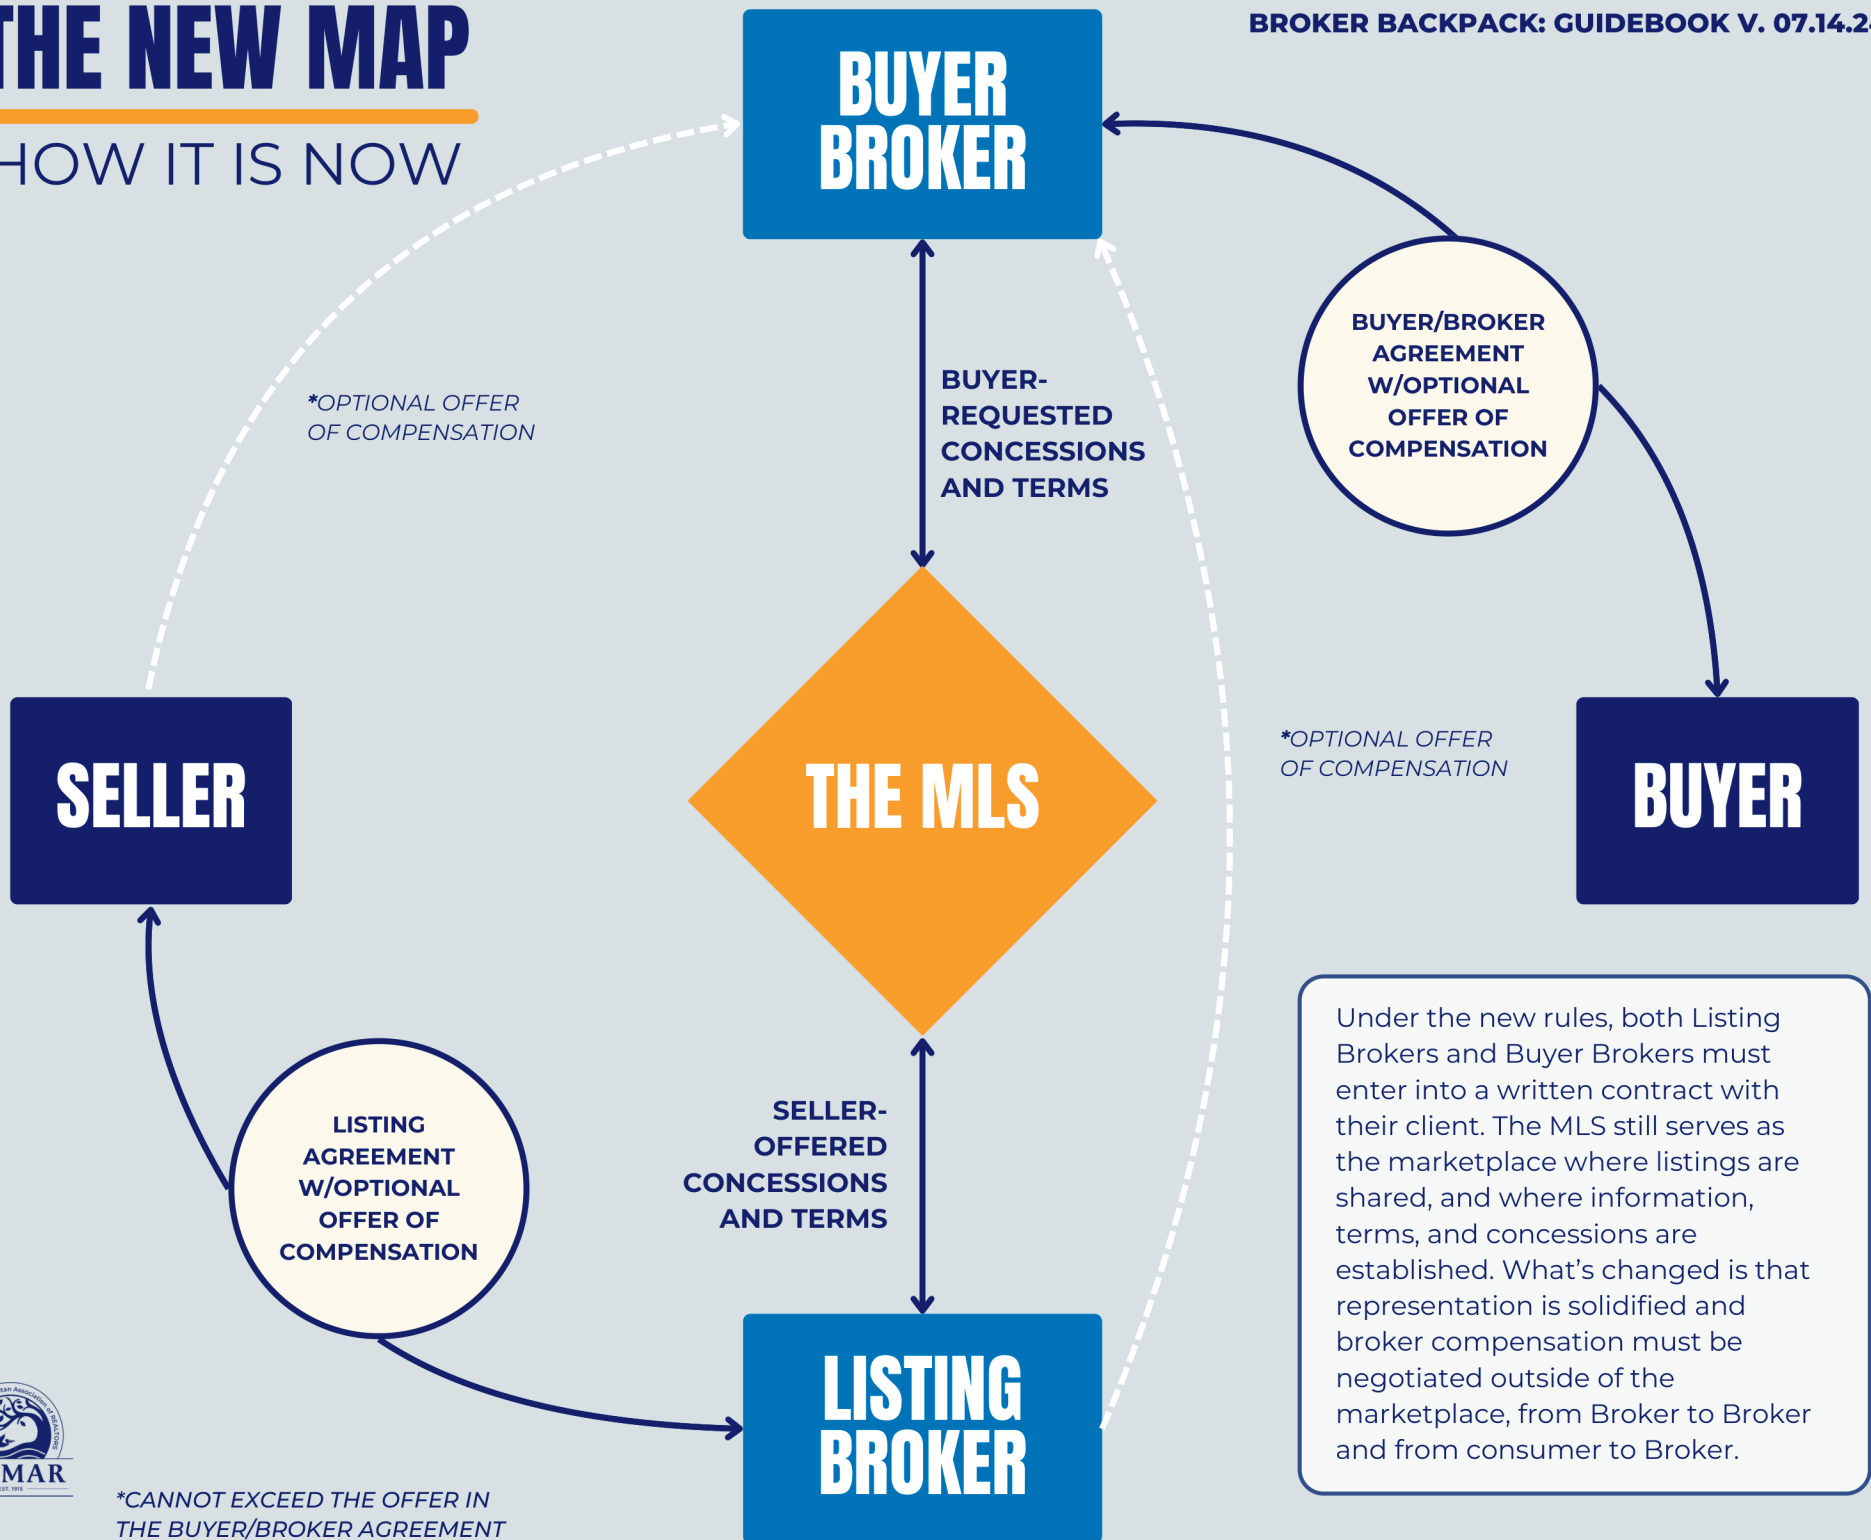 THE NEW MAP
HOW IT IS NOW
BROKER BACKPACK: GUIDEBOOK V. 07.14.2
BUYER
BROKER
*OPTIONAL OFFER
OF COMPENSATION
BUYER-
REQUESTED
CONCESSIONS
AND TERMS
BUYER/BROKER
AGREEMENT
W/OPTIONAL
OFFER OF
COMPENSATION
SELLER
THE MLS
*OPTIONAL OFFER
OF COMPENSATION
BUYER
LISTING
AGREEMENT
W/OPTIONAL
OFFER OF
COMPENSATION
SELLER-
OFFERED
CONCESSIONS
AND TERMS
Under the new rules, both Listing
Brokers and Buyer Brokers must
enter into a written contract with
their client. The MLS still serves as
the marketplace where listings are
shared, and where information,
terms, and concessions are
established. What’s changed is that
representation is solidified and
broker compensation must be
negotiated outside of the
marketplace, from Broker to Broker
and from consumer to Broker.
LISTING
BROKER
Association of REALTORS
MAR
EST. 1915
*CANNOT EXCEED THE OFFER IN
THE BUYER/BROKER AGREEMENT